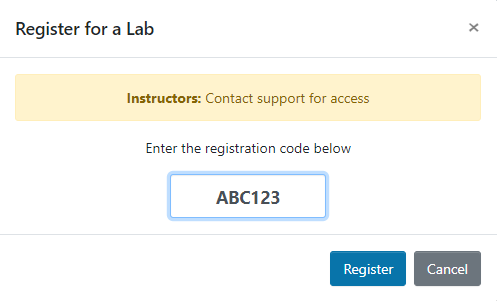 Register for a Lab ×
Instructors: Contact support for access
Enter the registration code below
ABC123
Register Cancel